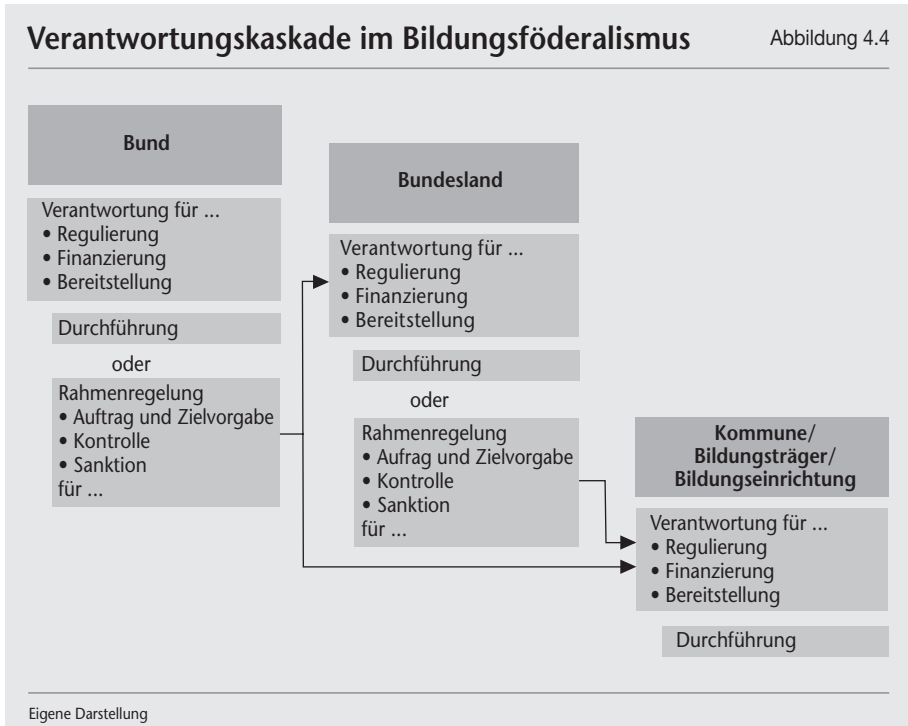 Verantwortungskaskade im Bildungsföderalismus
Abbildung 4.4
Bund
Verantwortung für ...
• Regulierung
• Finanzierung
• Bereitstellung
Durchführung
oder
Rahmenregelung
• Auftrag und Zielvorgabe
• Kontrolle
• Sanktion
für ...
Bundesland
Verantwortung für ...
• Regulierung
• Finanzierung
• Bereitstellung
Durchführung
oder
Rahmenregelung
• Aufrag und Zielvorgabe
• Kontrolle
• Sanktion
für ...
Kommune/
Bildungsträger/
Bildungseinrichtung
Verantwortung für ...
• Regulierung
• Finanzierung
• Bereitstellung
Durchführung
Eigene Darstellung